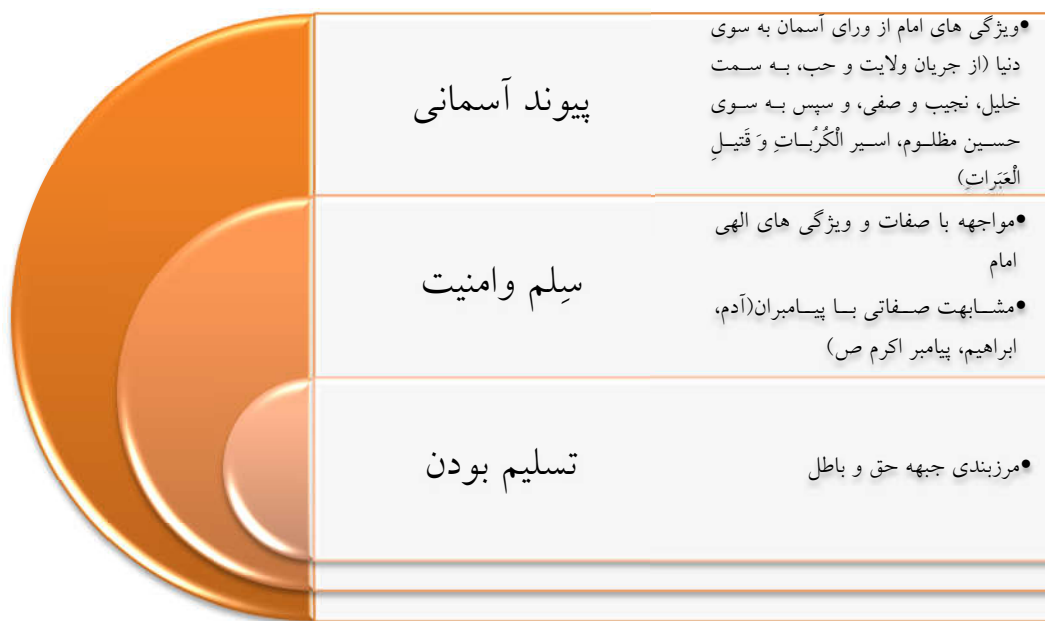 •ویژگی های امام از ورای آسمان به سوی
دنیا (از جریان ولایت و حب، به سمت
خلیل، نجیب و صفی، و سپس به سوی
حسین مظلوم، اسیر الْكُرُباتِ وَ قَتیلِ
الْعَبَراتِ)
پیوند آسمانی
•مواجهه با صفات و ویژگی های الهی
امام
•مشابهت صفاتی با پیامبران(آدم،
ابراهیم، پیامبر اکرم ص)
سِلم وامنیت
•مرزبندی جبهه حق و باطل
تسلیم بودن